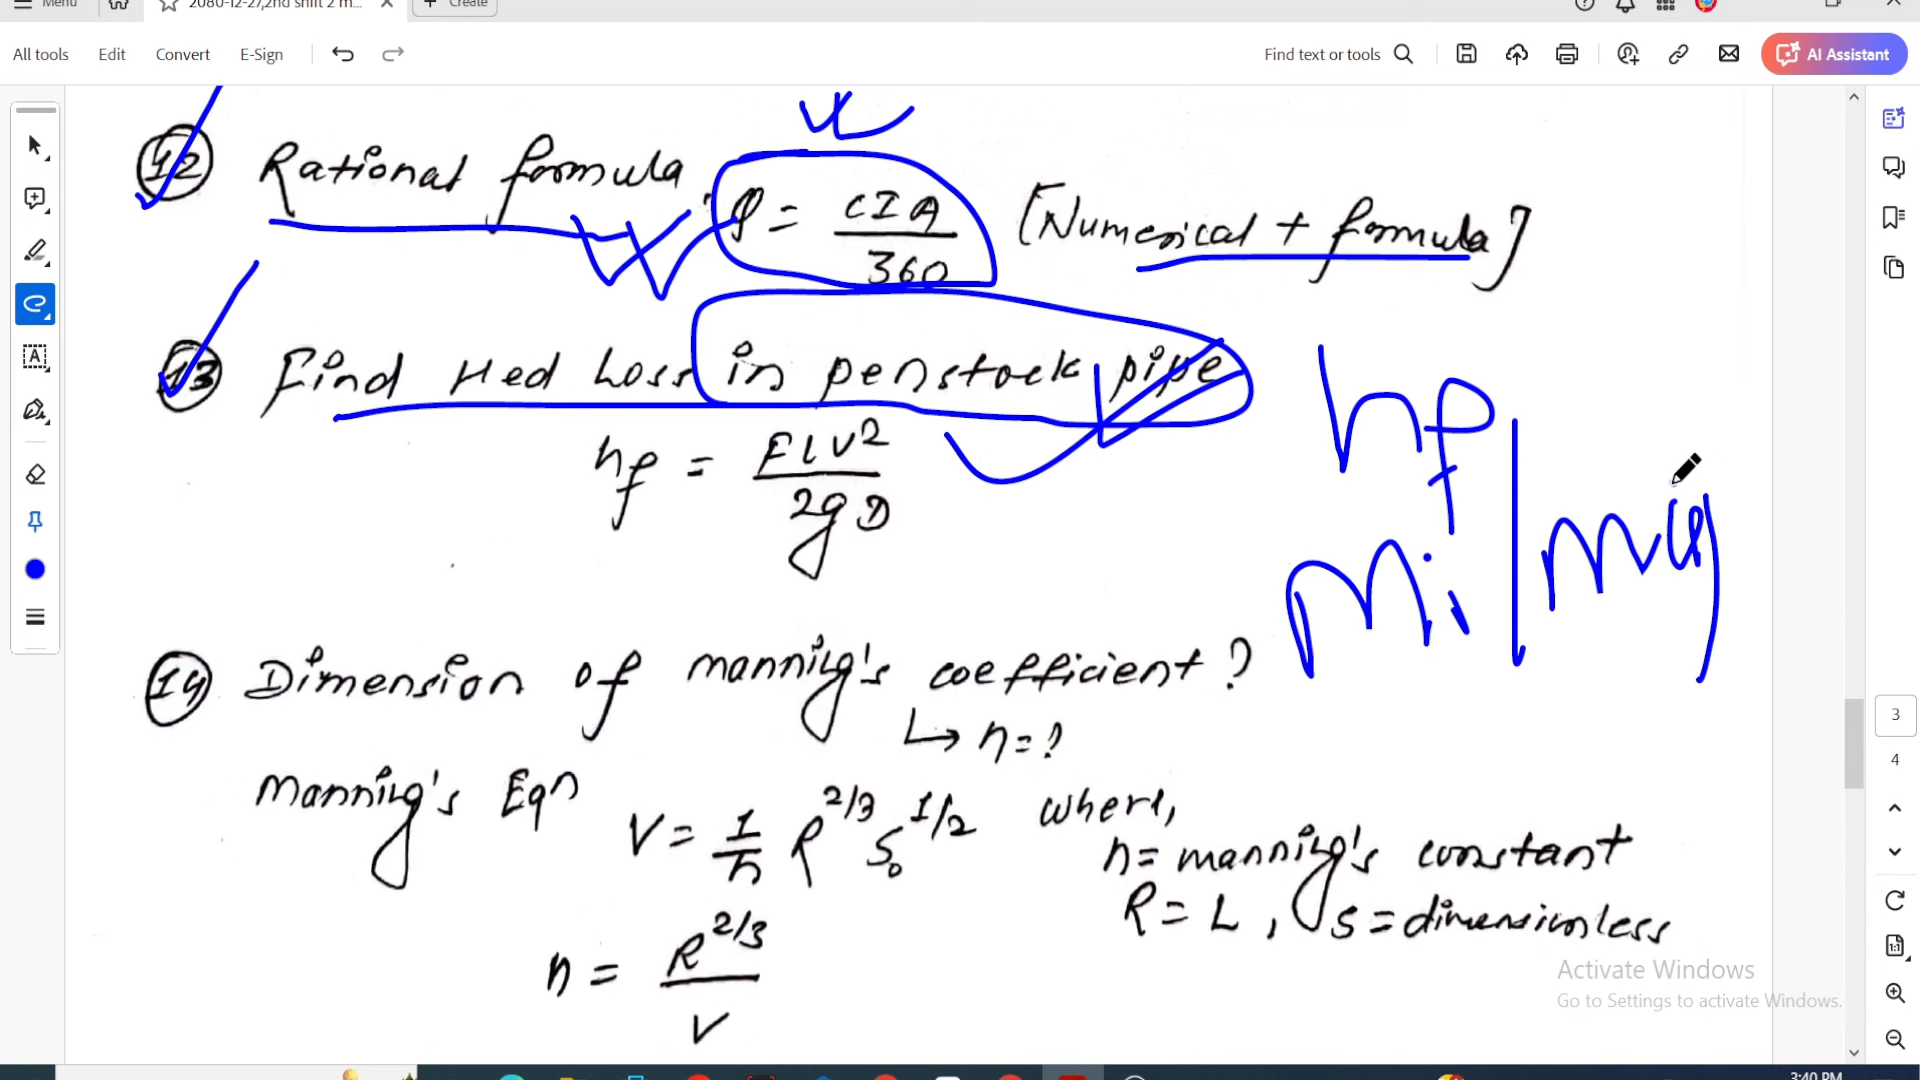 Menu 2080-12-27,2nd shift 2 m... Create
All tools Edit Convert E-Sign Find text or tools AI Assistant
12 Rational formula Q = CIA/360 [Numerical + formula]
13 Find Hed Loss in penstock pipe
hf = FLV²/2gD
hf
Mi m(
14 Dimension of manning's coefficient?
↳ n=?
Manning's Eqn V = 1/n R^2/3 S₀^1/2 where,
n= manning's constant
R = L, S = dimensionless
n = R^2/3 / V
3
4
Activate Windows
Go to Settings to activate Windows.
3:40 PM